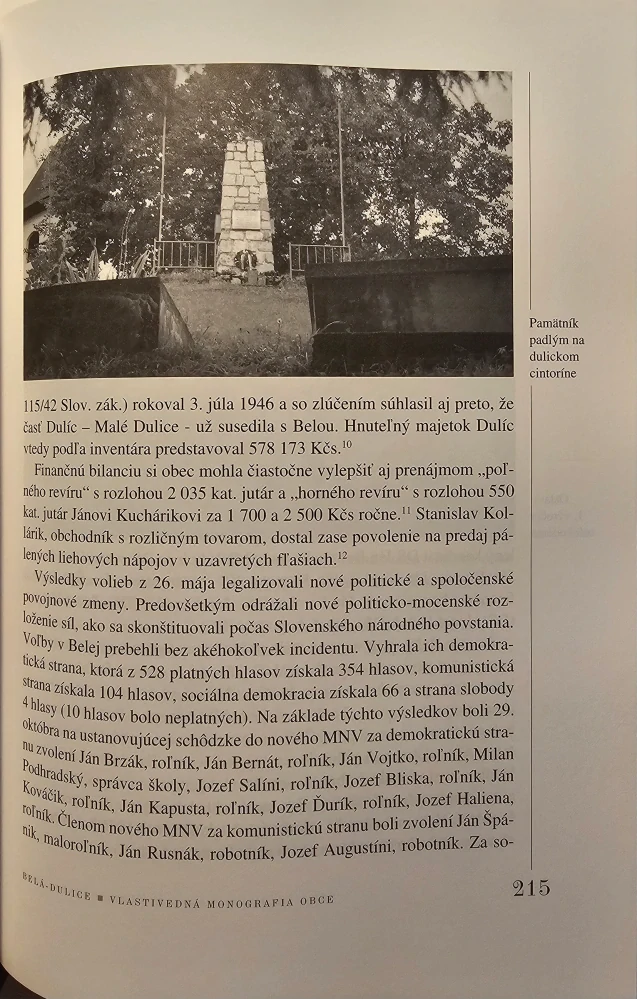 Pamätník
padlým na
dulickom
cintoríne
115/42 Slov. zák.) rokoval 3. júla 1946 a so zlúčením súhlasil aj preto, že
časť Dulíc – Malé Dulice - už susedila s Belou. Hnuteľný majetok Dulíc
vtedy podľa inventára predstavoval 578 173 Kčs.¹⁰
Finančnú bilanciu si obec mohla čiastočne vylepšiť aj prenájmom „poľ-
ného revíru“ s rozlohou 2 035 kat. jutár a „horného revíru“ s rozlohou 550
kat. jutár Jánovi Kuchárikovi za 1 700 a 2 500 Kčs ročne.¹¹ Stanislav Kol-
lárik, obchodník s rozličným tovarom, dostal zase povolenie na predaj pá-
lených liehových nápojov v uzavretých fľašiach.¹²
Výsledky volieb z 26. mája legalizovali nové politické a spoločenské
povojnové zmeny. Predovšetkým odrážali nové politicko-mocenské roz-
loženie síl, ako sa skonštituovali počas Slovenského národného povstania.
Voľby v Belej prebehli bez akéhokoľvek incidentu. Vyhrala ich demokra-
tická strana, ktorá z 528 platných hlasov získala 354 hlasov, komunistická
strana získala 104 hlasov, sociálna demokracia získala 66 a strana slobody
4 hlasy (10 hlasov bolo neplatných). Na základe týchto výsledkov boli 29.
októbra na ustanovujúcej schôdzke do nového MNV za demokratickú stra-
nu zvolení Ján Brzák, roľník, Ján Bernát, roľník, Ján Vojtko, roľník, Milan
Podhradský, správca školy, Jozef Salíni, roľník, Jozef Bliska, roľník, Ján
Kováčik, roľník, Ján Kapusta, roľník, Jozef Ďurík, roľník, Jozef Haliena,
roľník. Členom nového MNV za komunistickú stranu boli zvolení Ján Špá-
nik, maloroľník, Ján Rusnák, robotník, Jozef Augustíni, robotník. Za so-
BELÁ-DULICE ■ VLASTIVEDNÁ MONOGRAFIA OBCE
215